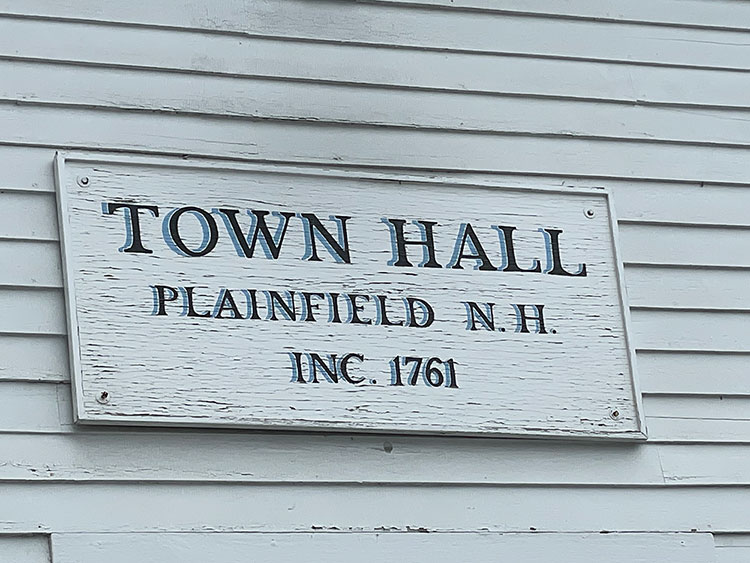 TOWN HALL
PLAINFIELD N.H.
INC. 1761